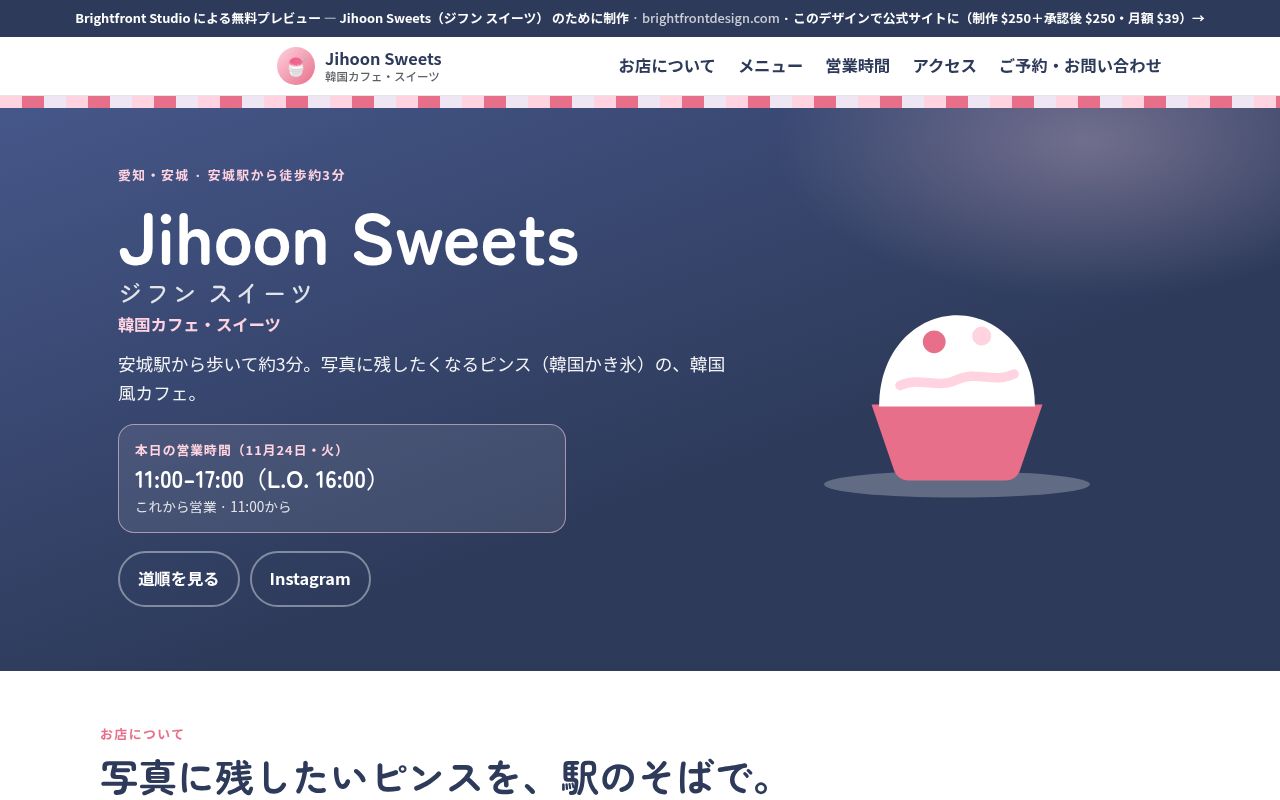 Brightfront Studio による無料プレビュー — Jihoon Sweets（ジフン スイーツ） のために制作 · brightfrontdesign.com · このデザインで公式サイトに（制作 $250＋承認後 $250・月額 $39）→
Jihoon Sweets
韓国カフェ・スイーツ
お店について メニュー 営業時間 アクセス ご予約・お問い合わせ
愛知・安城 · 安城駅から徒歩約3分
Jihoon Sweets
ジフン スイーツ
韓国カフェ・スイーツ
安城駅から歩いて約3分。写真に残したくなるピンス（韓国かき氷）の、韓国
風カフェ。
本日の営業時間（11月24日・火）
11:00–17:00（L.O. 16:00）
これから営業 · 11:00から
道順を見る Instagram
お店について
写真に残したいピンスを、駅のそばで。